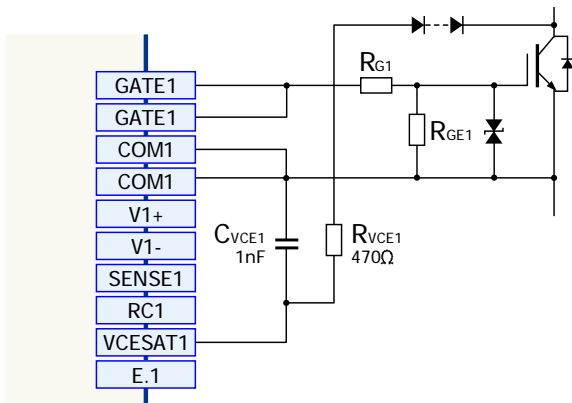 GATE1
GATE1
COM1
COM1
V1+
V1-
SENSE1
RC1
VCESAT1
E.1
RG1
RGE1
CVCE1
1nF
RVCE1
470Ω